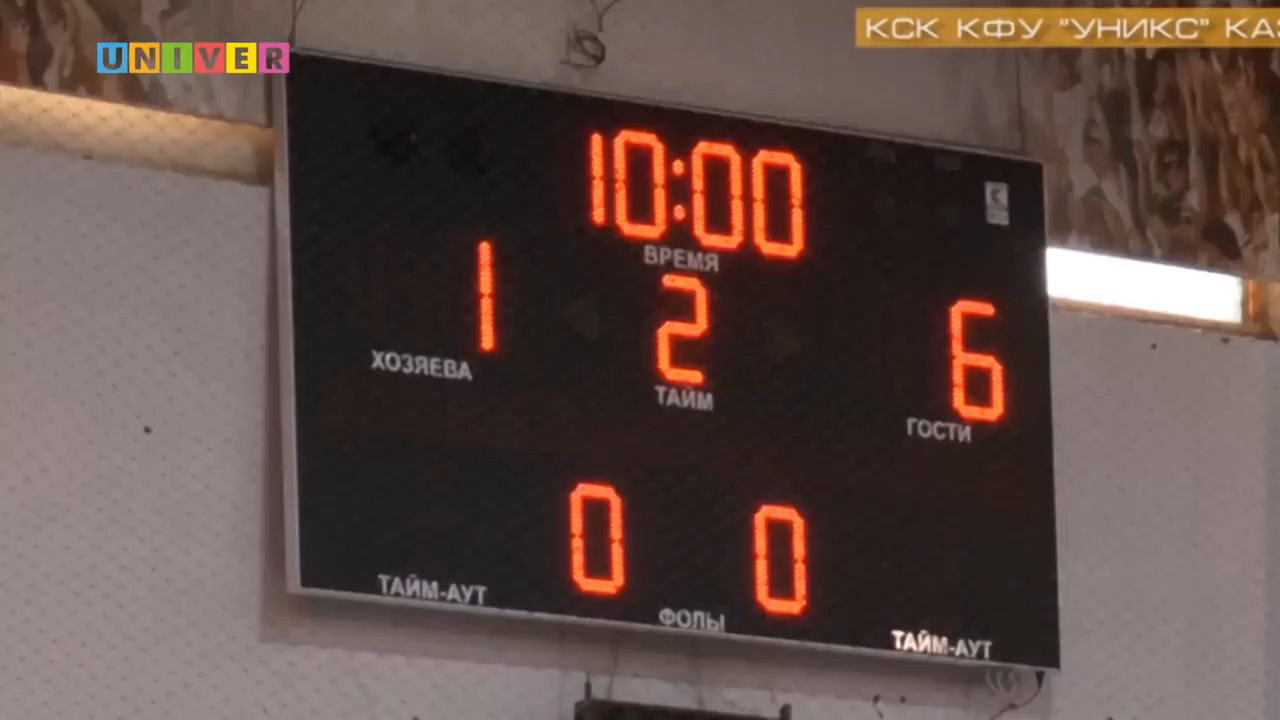 UNIVER
КСК КФУ "УНИКС" КАЗ
10:00
ВРЕМЯ
1
2
6
ХОЗЯЕВА
ТАЙМ
ГОСТИ
0
0
ТАЙМ-АУТ
ФОЛЫ
ТАЙМ-АУТ